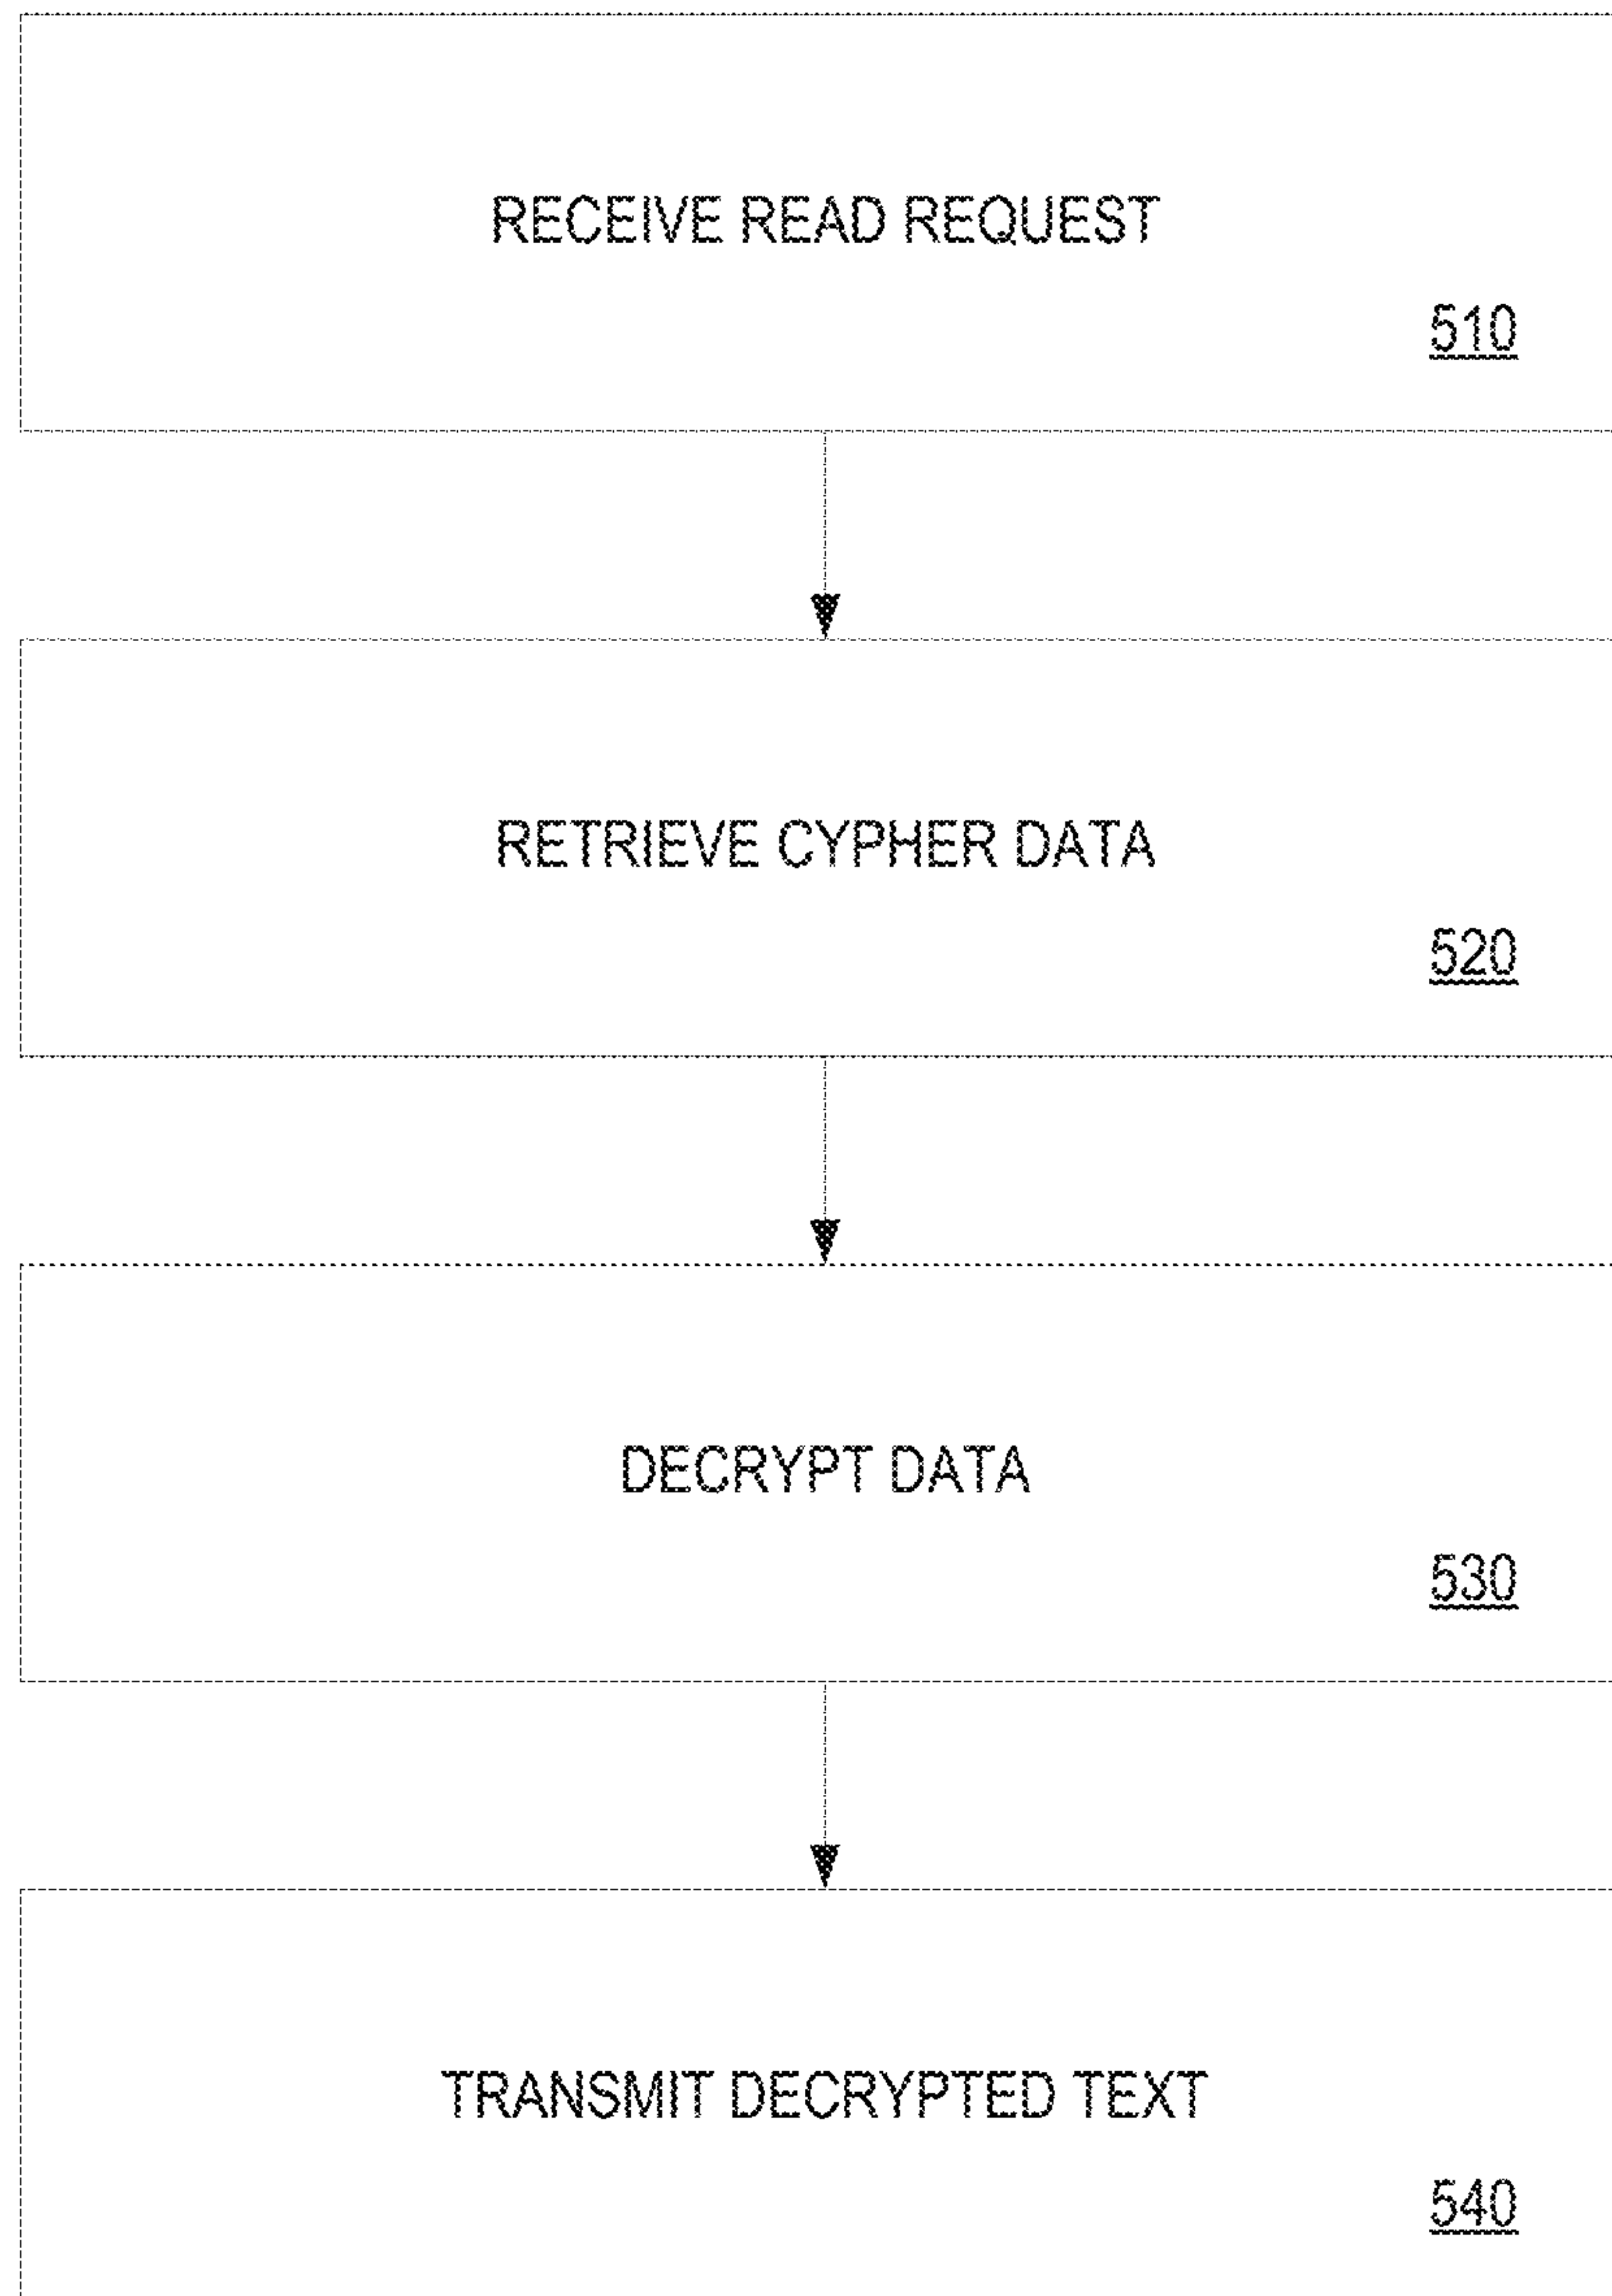 RECEIVE READ REQUEST
510
RETRIEVE CYPHER DATA
520
DECRYPT DATA
530
TRANSMIT DECRYPTED TEXT
540